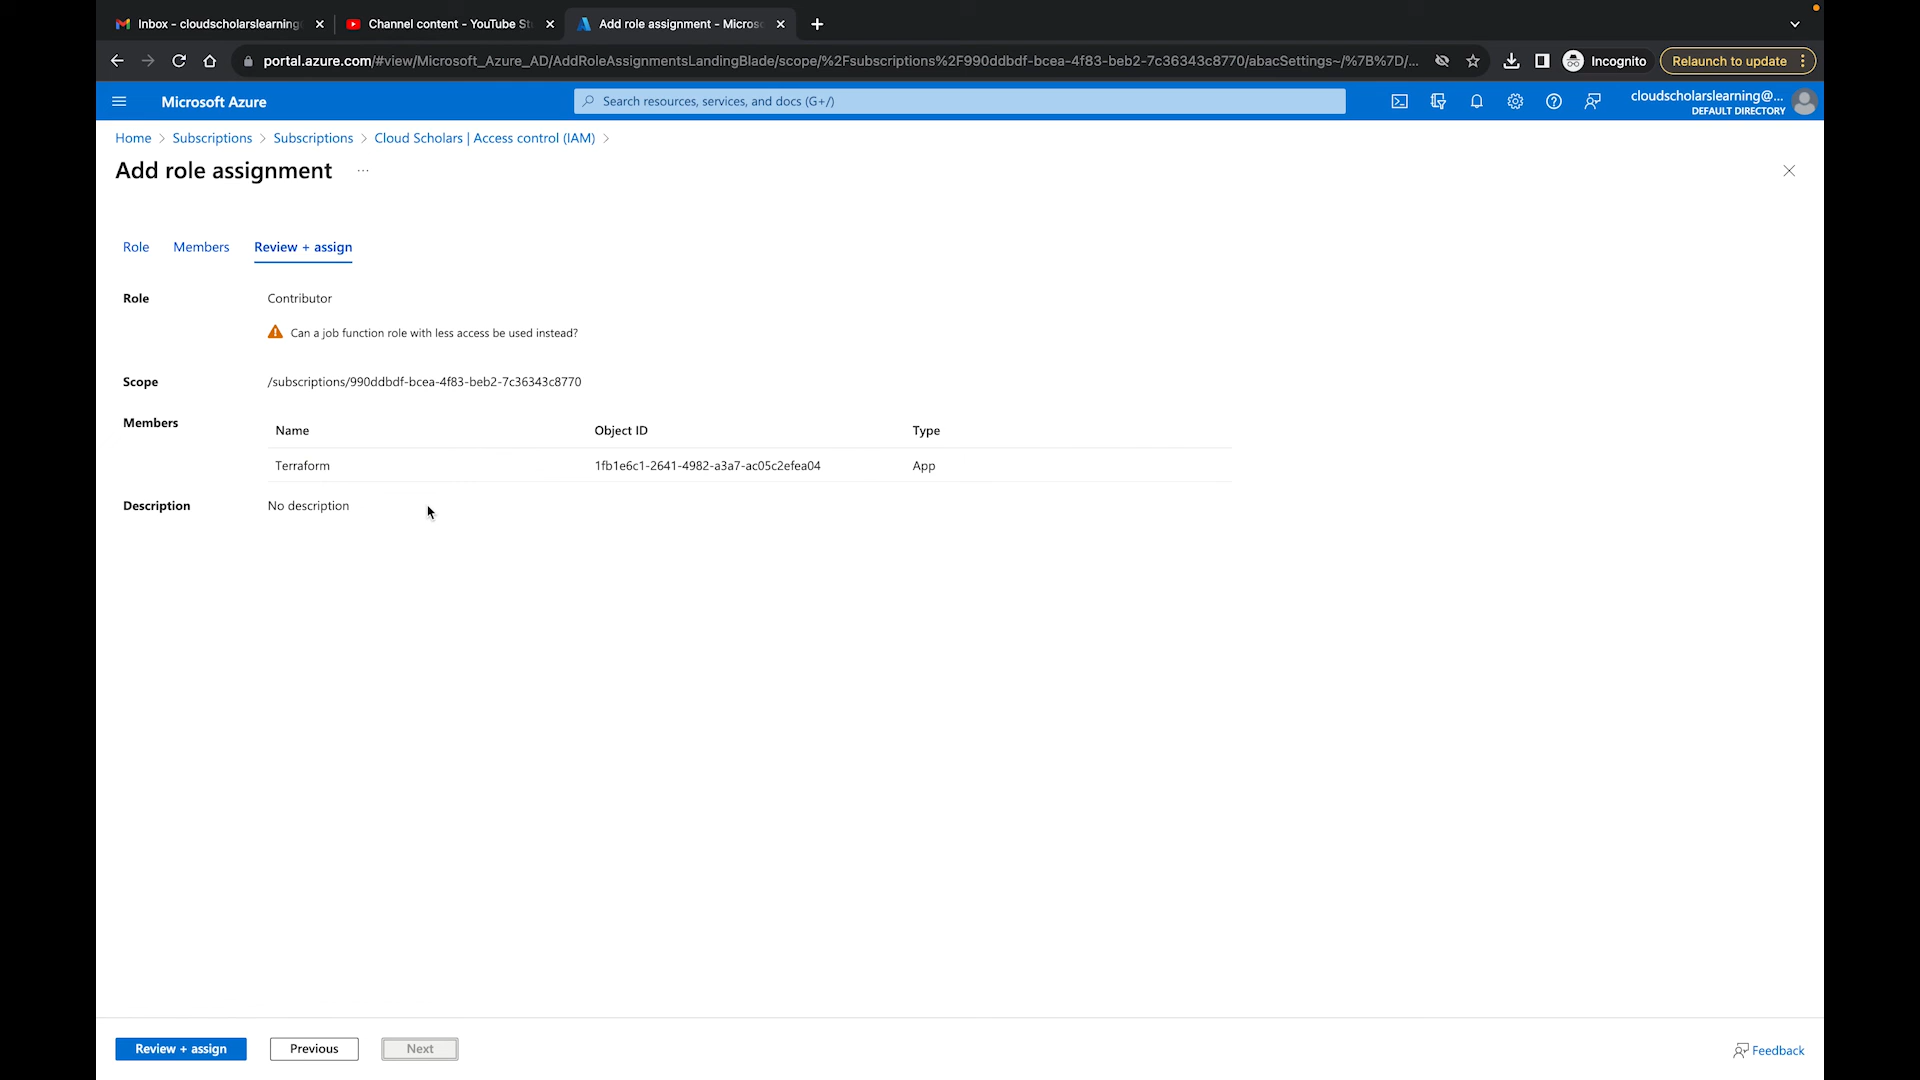 Inbox - cloudscholarslearning
Channel content - YouTube St
Add role assignment - Micros
portal.azure.com/#view/Microsoft_Azure_AD/AddRoleAssignmentsLandingBlade/scope/%2Fsubscriptions%2F990ddbdf-bcea-4f83-beb2-7c36343c8770/abacSettings~/%7B%7D/...
Incognito
Relaunch to update
Microsoft Azure
Search resources, services, and docs (G+/)
cloudscholarslearning@...
DEFAULT DIRECTORY
Home > Subscriptions > Subscriptions > Cloud Scholars | Access control (IAM) >
Add role assignment ...
Role Members Review + assign
Role Contributor
Can a job function role with less access be used instead?
Scope /subscriptions/990ddbdf-bcea-4f83-beb2-7c36343c8770
Members
Name Object ID Type
Terraform 1fb1e6c1-2641-4982-a3a7-ac05c2efea04 App
Description No description
Review + assign Previous Next
Feedback